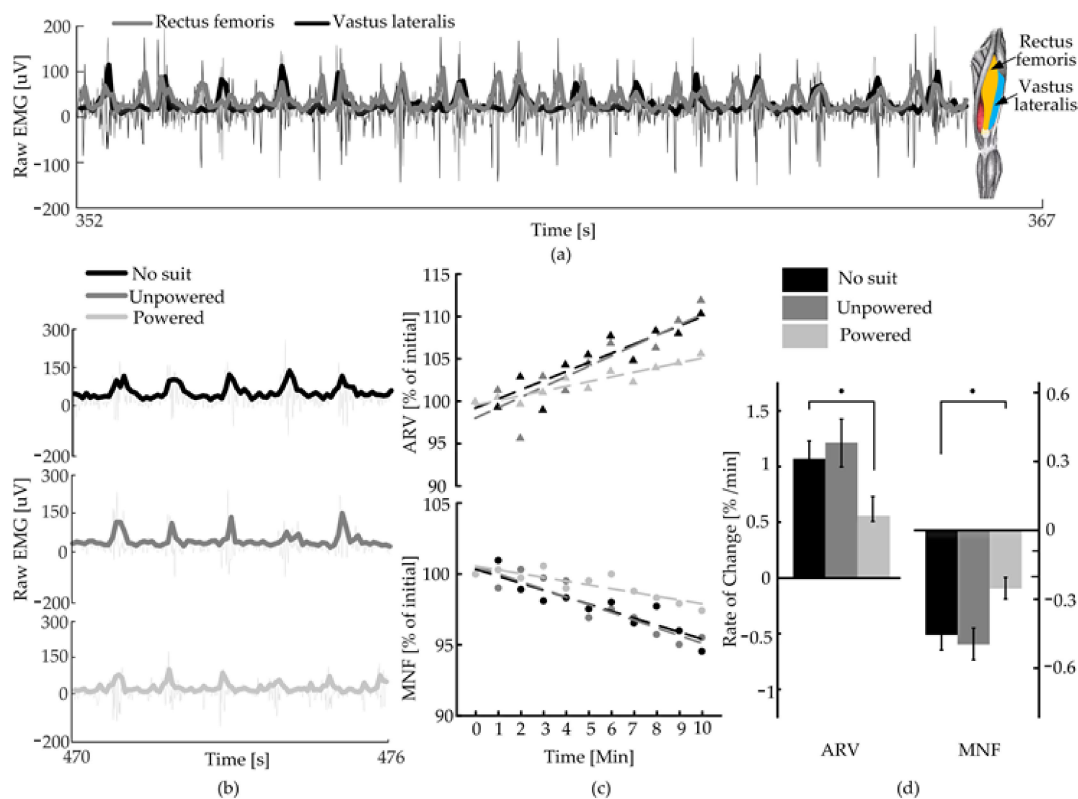 Rectus femoris Vastus lateralis
200
100
0
−100
−200
Raw EMG [uV]
352
367
Time [s]
Rectus
femoris
Vastus
lateralis
(a)
No suit
Unpowered
Powered
300
150
0
−200
300
150
0
−200
300
150
0
−200
Raw EMG [uV]
470
476
Time [s]
(b)
115
110
105
100
95
90
ARV [% of initial]
105
100
95
90
MNF [% of initial]
0 1 2 3 4 5 6 7 8 9 10
Time [Min]
(c)
No suit
Unpowered
Powered
1.5
1
0.5
0
−0.5
−1
Rate of Change [% /min]
0.6
0.3
0
−0.3
−0.6
ARV MNF
(d)